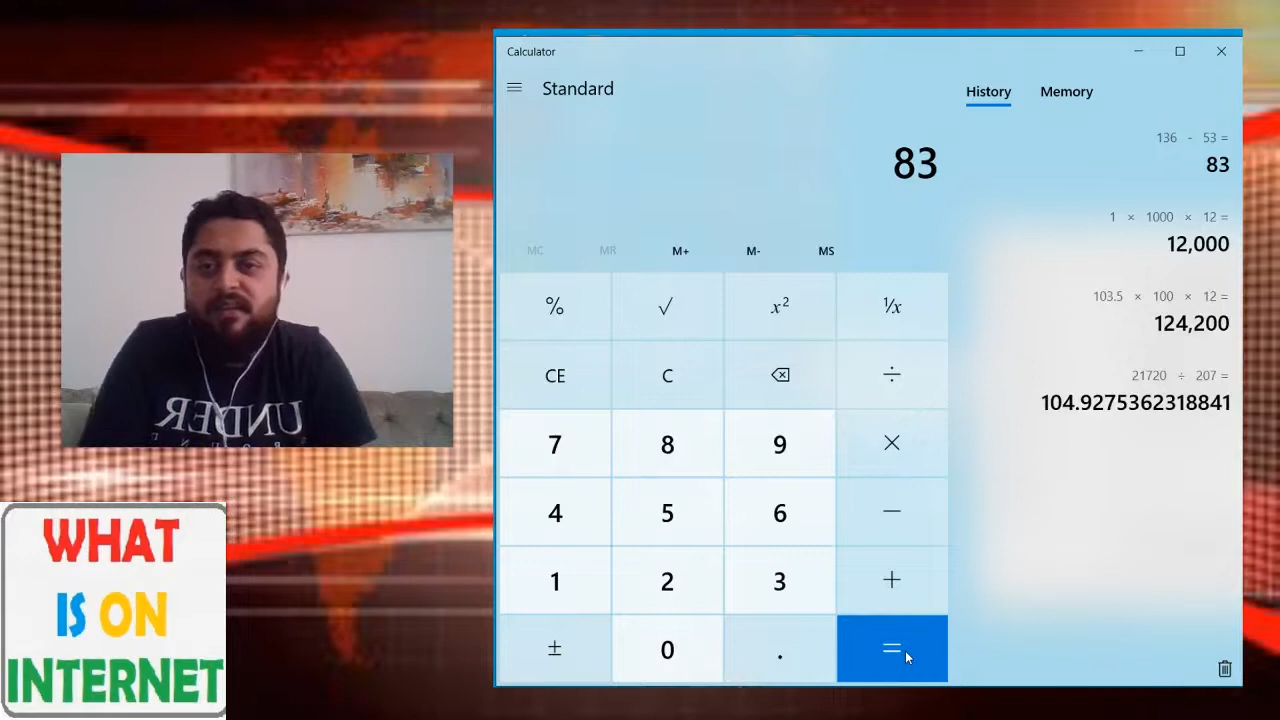 Calculator
Standard
History Memory
136 - 53 =
83
83
1 × 1000 × 12 =
12,000
MC MR M+ M- MS
103.5 × 100 × 12 =
124,200
21720 ÷ 207 =
104.9275362318841
% √ x² ¹/x
CE C ÷
7 8 9 ×
4 5 6 −
1 2 3 +
± 0 . =
UNDER
WHAT
IS ON
INTERNET